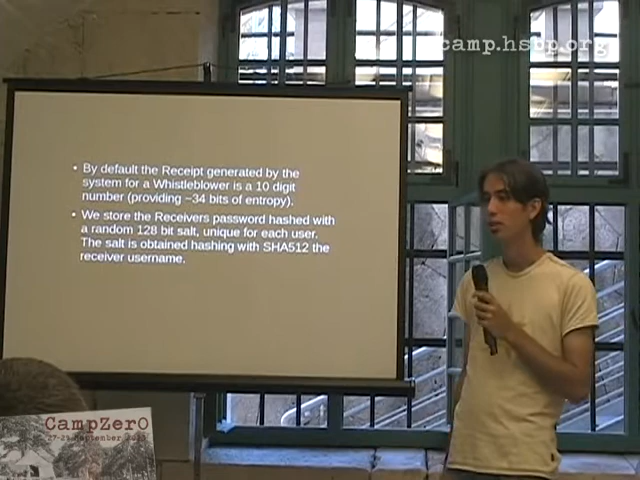 camp.hsbp.org
• By default the Receipt generated by the
system for a Whistleblower is a 10 digit
number (providing ~34 bits of entropy).
• We store the Receivers password hashed with
a random 128 bit salt, unique for each user.
The salt is obtained hashing with SHA512 the
receiver username.
CampZer0